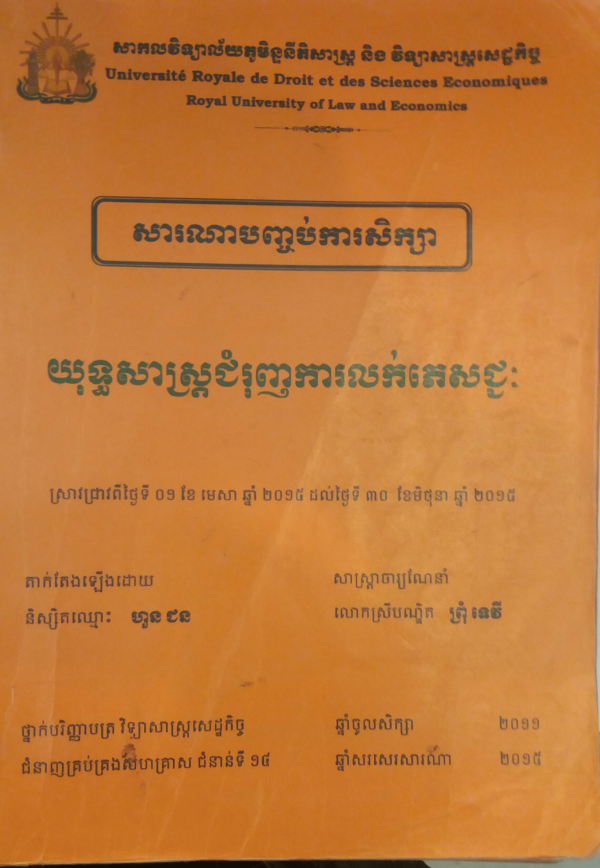 សាកលវិទ្យាល័យភូមិន្ទនីតិសាស្ត្រ និង វិទ្យាសាស្ត្រសេដ្ឋកិច្ច
Université Royale de Droit et des Sciences Economiques
Royal University of Law and Economics
សារណាបញ្ចប់ការសិក្សា
យុទ្ធសាស្ត្រជំរុញការលក់ភេសជ្ជៈ
ស្រាវជ្រាវពីថ្ងៃទី ០១ ខែ មេសា ឆ្នាំ ២០១៥ ដល់ថ្ងៃទី ៣០ ខែមិថុនា ឆ្នាំ ២០១៥
តាក់តែងឡើងដោយ
និស្សិតឈ្មោះ ហួន ជន
សាស្ត្រាចារ្យណែនាំ
លោកស្រីបណ្ឌិត ព្រុំ ទេវី
ថ្នាក់បរិញ្ញាបត្រ វិទ្យាសាស្ត្រសេដ្ឋកិច្ច
ជំនាញគ្រប់គ្រងសហគ្រាស ជំនាន់ទី ១៤
ឆ្នាំចូលសិក្សា ២០១១
ឆ្នាំសរសេរសារណា ២០១៥